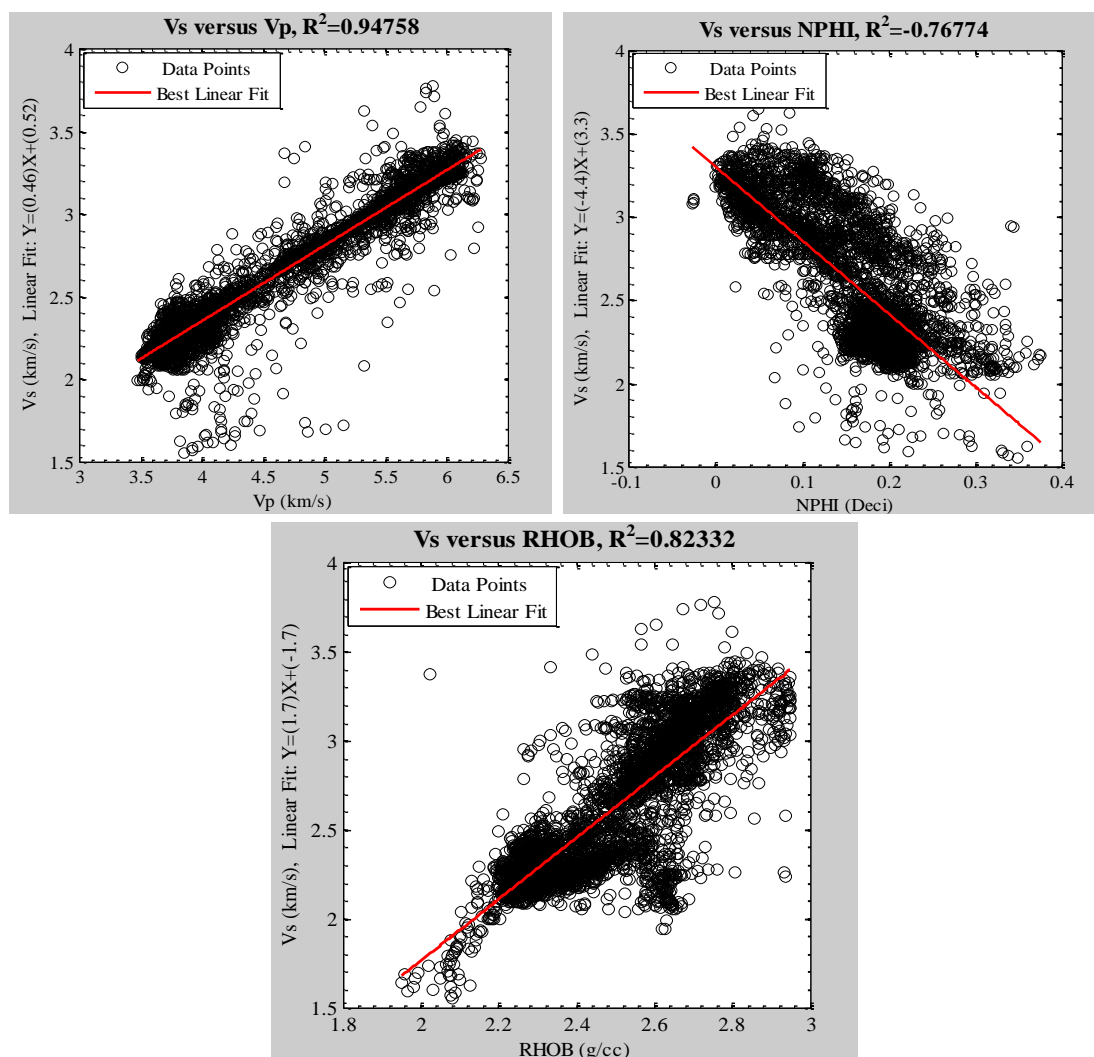 Vs versus Vp, R²=0.94758
4
3.5
3
2.5
2
1.5
Vs (km/s), Linear Fit: Y=(0.46)X+(0.52)
Data Points
Best Linear Fit
3 3.5 4 4.5 5 5.5 6 6.5
Vp (km/s)
Vs versus NPHI, R²=-0.76774
4
3.5
3
2.5
2
1.5
Vs (km/s), Linear Fit: Y=(-4.4)X+(3.3)
Data Points
Best Linear Fit
-0.1 0 0.1 0.2 0.3 0.4
NPHI (Deci)
Vs versus RHOB, R²=0.82332
4
3.5
3
2.5
2
1.5
Vs (km/s), Linear Fit: Y=(1.7)X+(-1.7)
Data Points
Best Linear Fit
1.8 2 2.2 2.4 2.6 2.8 3
RHOB (g/cc)